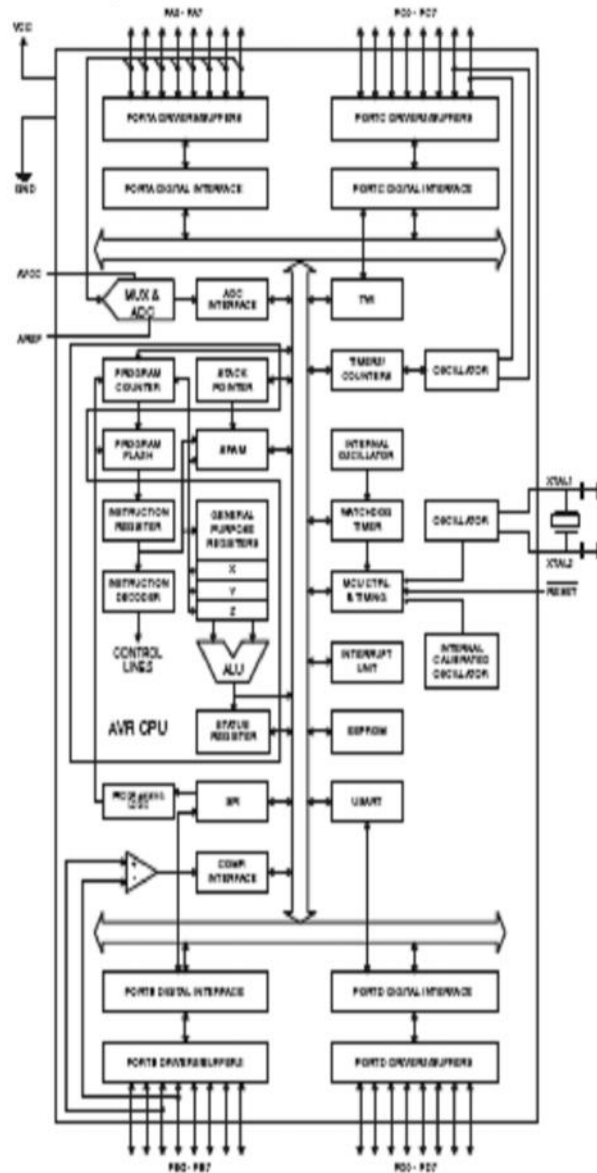 PA0 - PA7
PC0 - PC7
VCC
GND
PORTA DRIVERS/BUFFERS
PORTC DRIVERS/BUFFERS
PORTA DIGITAL INTERFACE
PORTC DIGITAL INTERFACE
AVCC
AREF
MUX &
ADC
ADC
INTERFACE
TWI
PROGRAM
COUNTER
STACK
POINTER
TIMERS/
COUNTERS
OSCILLATOR
PROGRAM
FLASH
SRAM
INTERNAL
OSCILLATOR
XTAL1
INSTRUCTION
REGISTER
GENERAL
PURPOSE
REGISTERS
WATCHDOG
TIMER
OSCILLATOR
XTAL2
X
Y
Z
INSTRUCTION
DECODER
MCU CTRL.
& TIMING
RESET
CONTROL
LINES
ALU
INTERRUPT
UNIT
INTERNAL
CALIBRATED
OSCILLATOR
AVR CPU
STATUS
REGISTER
EEPROM
PROGRAMMING
LOGIC
SPI
USART
+
-
COMP.
INTERFACE
PORTB DIGITAL INTERFACE
PORTD DIGITAL INTERFACE
PORTB DRIVERS/BUFFERS
PORTD DRIVERS/BUFFERS
PB0 - PB7
PD0 - PD7